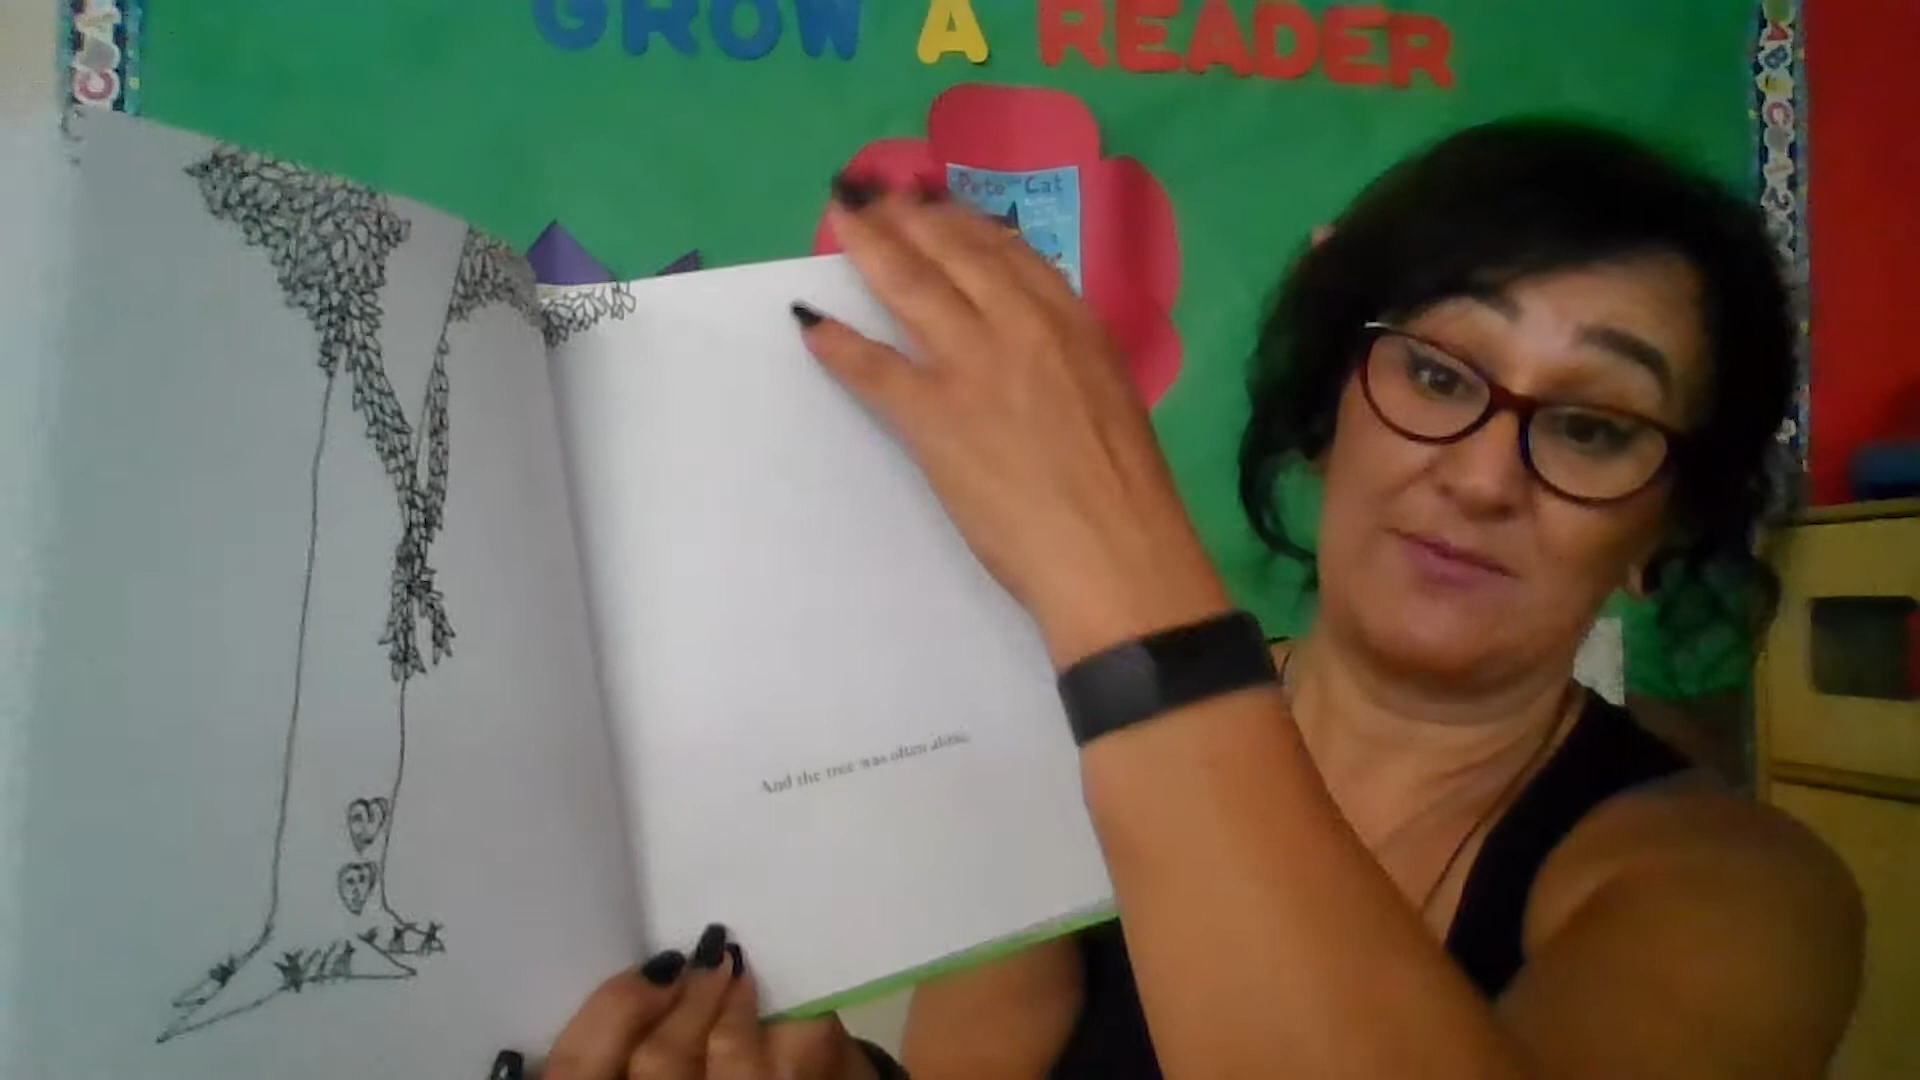 GROW A READER
Pete the Cat
And the tree was often alone.